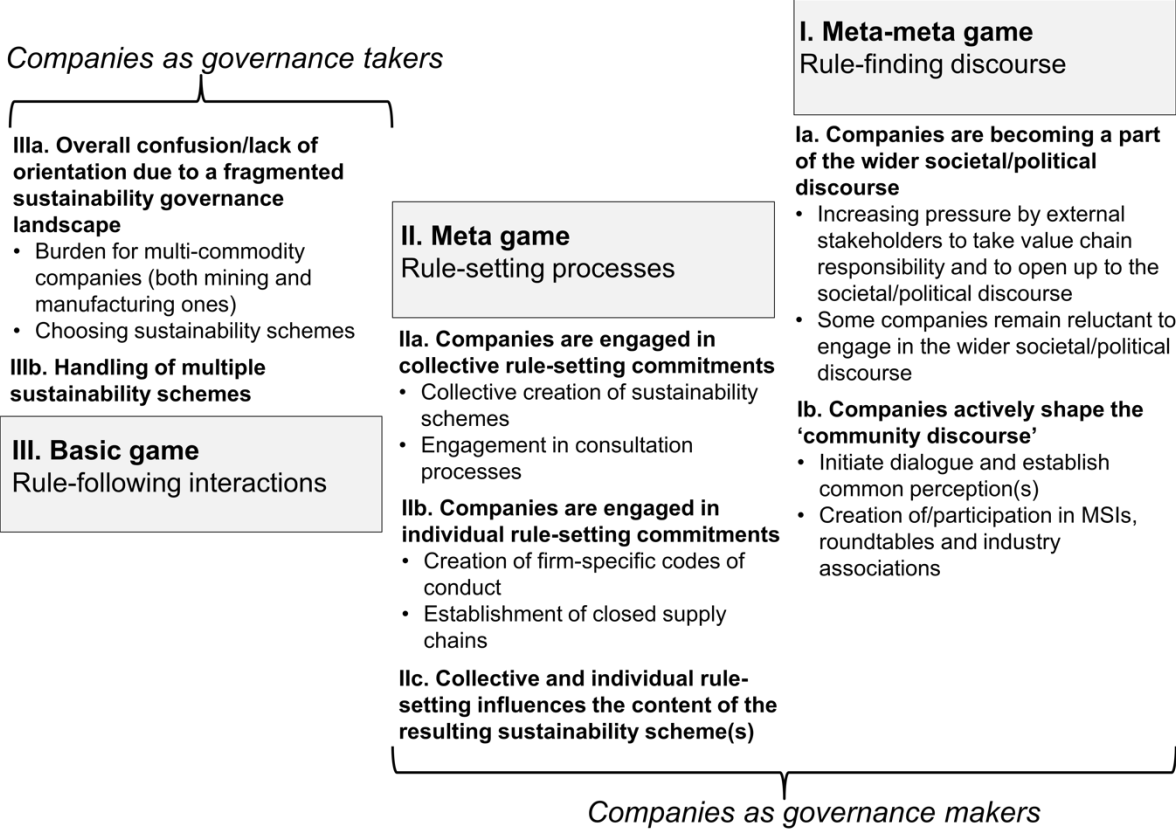 Companies as governance takers
IIIa. Overall confusion/lack of
orientation due to a fragmented
sustainability governance
landscape
• Burden for multi-commodity
companies (both mining and
manufacturing ones)
• Choosing sustainability schemes
IIIb. Handling of multiple
sustainability schemes
III. Basic game
Rule-following interactions
II. Meta game
Rule-setting processes
IIa. Companies are engaged in
collective rule-setting commitments
• Collective creation of sustainability
schemes
• Engagement in consultation
processes
IIb. Companies are engaged in
individual rule-setting commitments
• Creation of firm-specific codes of
conduct
• Establishment of closed supply
chains
IIc. Collective and individual rule-
setting influences the content of the
resulting sustainability scheme(s)
I. Meta-meta game
Rule-finding discourse
Ia. Companies are becoming a part
of the wider societal/political
discourse
• Increasing pressure by external
stakeholders to take value chain
responsibility and to open up to the
societal/political discourse
• Some companies remain reluctant to
engage in the wider societal/political
discourse
Ib. Companies actively shape the
‘community discourse’
• Initiate dialogue and establish
common perception(s)
• Creation of/participation in MSIs,
roundtables and industry
associations
Companies as governance makers